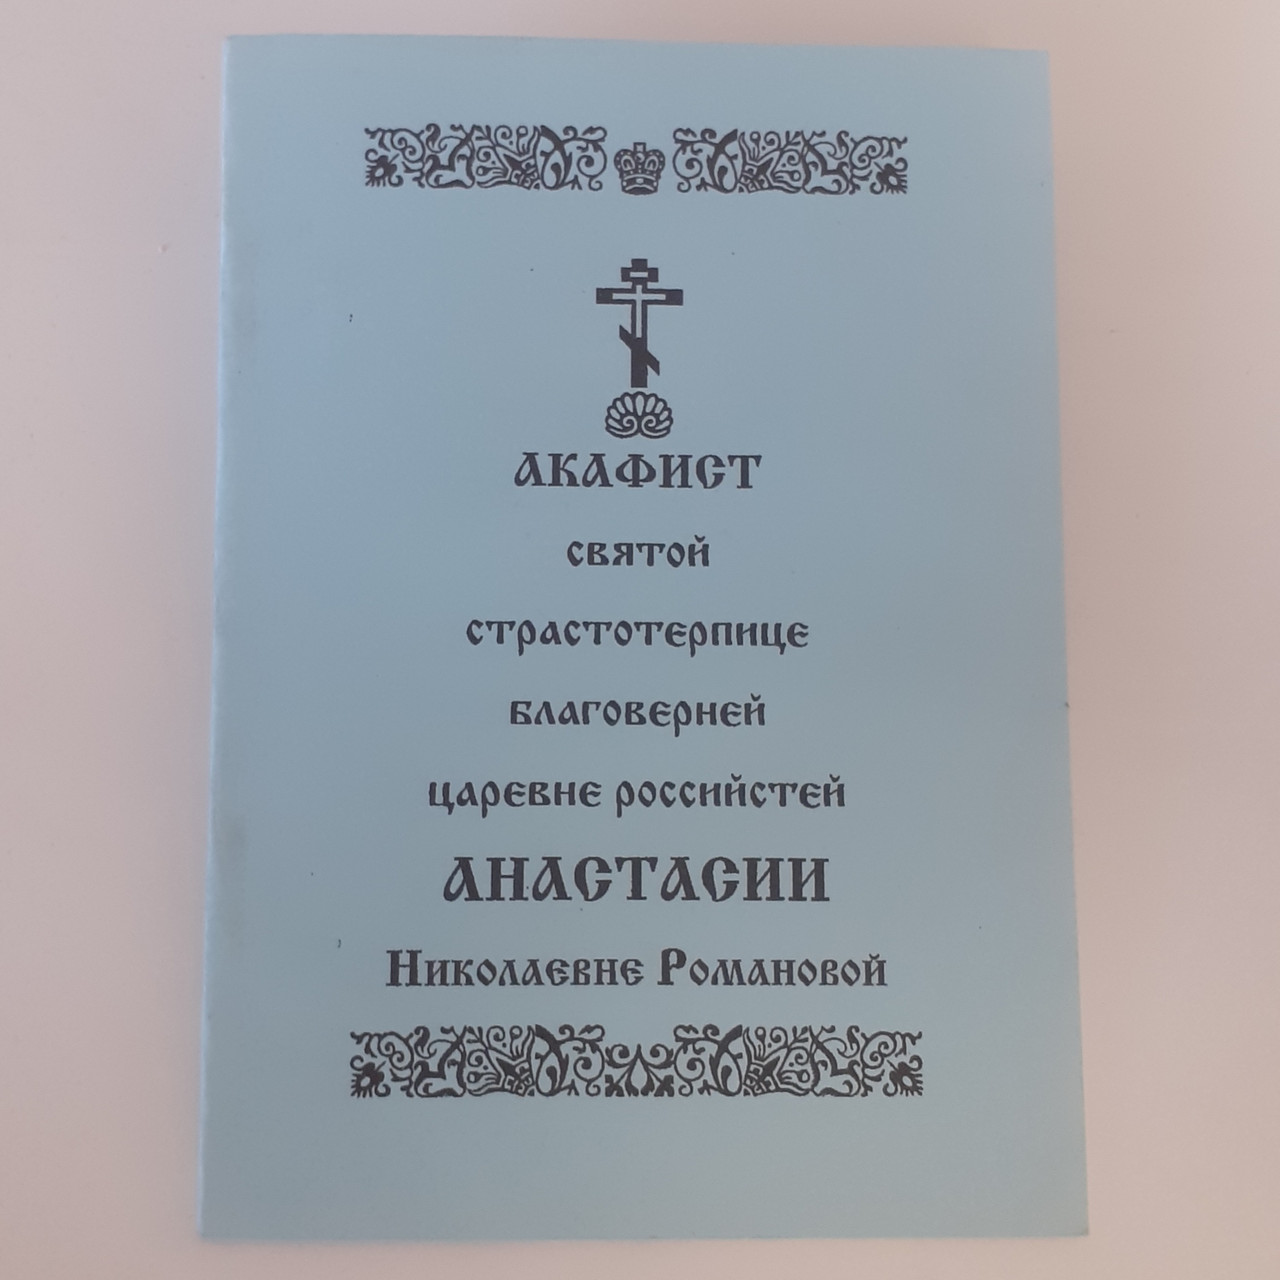 АКАФИСТ
святой
страстотерпице
благоверней
царевне российстей
АНАСТАСИИ
Николаевне Романовой